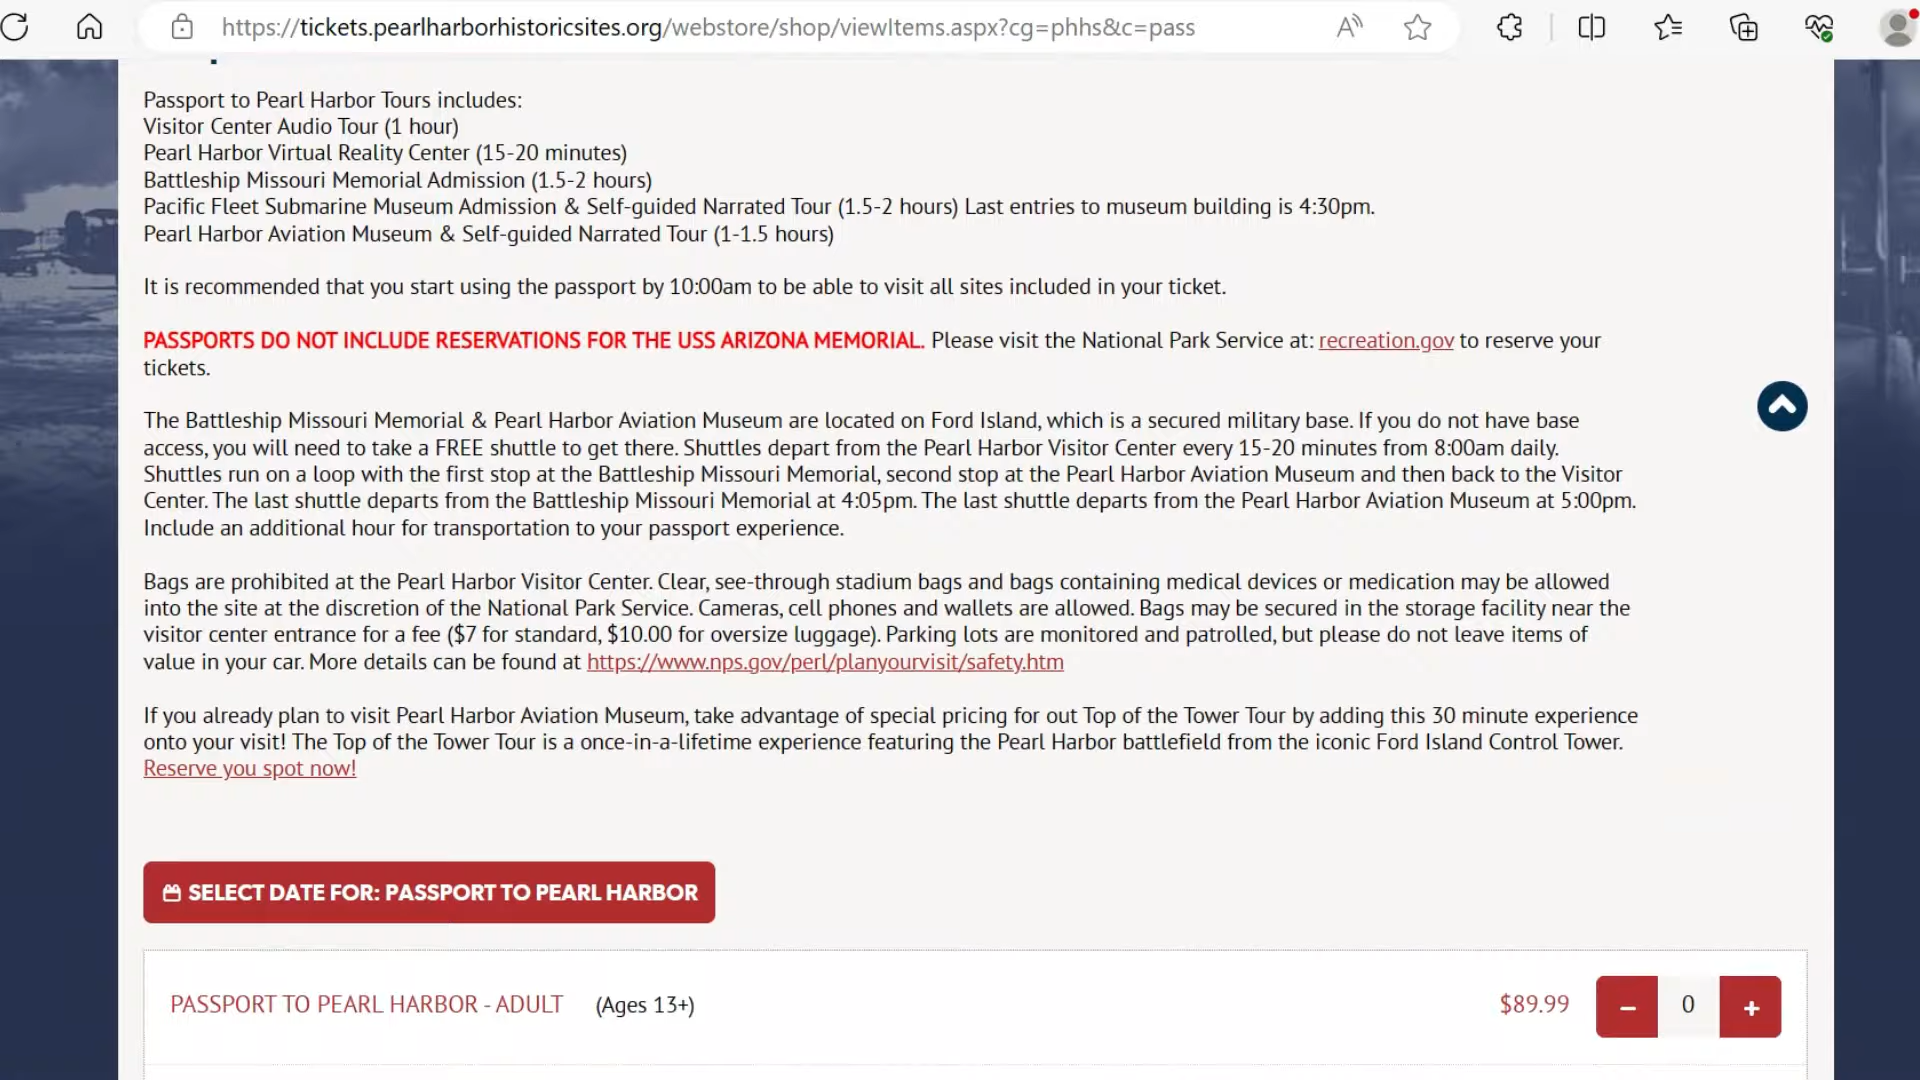 https://tickets.pearlharborhistoricsites.org/webstore/shop/viewItems.aspx?cg=phhs&c=pass
Passport to Pearl Harbor Tours includes:
Visitor Center Audio Tour (1 hour)
Pearl Harbor Virtual Reality Center (15-20 minutes)
Battleship Missouri Memorial Admission (1.5-2 hours)
Pacific Fleet Submarine Museum Admission & Self-guided Narrated Tour (1.5-2 hours) Last entries to museum building is 4:30pm.
Pearl Harbor Aviation Museum & Self-guided Narrated Tour (1-1.5 hours)
It is recommended that you start using the passport by 10:00am to be able to visit all sites included in your ticket.
PASSPORTS DO NOT INCLUDE RESERVATIONS FOR THE USS ARIZONA MEMORIAL. Please visit the National Park Service at: recreation.gov to reserve your
tickets.
The Battleship Missouri Memorial & Pearl Harbor Aviation Museum are located on Ford Island, which is a secured military base. If you do not have base
access, you will need to take a FREE shuttle to get there. Shuttles depart from the Pearl Harbor Visitor Center every 15-20 minutes from 8:00am daily.
Shuttles run on a loop with the first stop at the Battleship Missouri Memorial, second stop at the Pearl Harbor Aviation Museum and then back to the Visitor
Center. The last shuttle departs from the Battleship Missouri Memorial at 4:05pm. The last shuttle departs from the Pearl Harbor Aviation Museum at 5:00pm.
Include an additional hour for transportation to your passport experience.
Bags are prohibited at the Pearl Harbor Visitor Center. Clear, see-through stadium bags and bags containing medical devices or medication may be allowed
into the site at the discretion of the National Park Service. Cameras, cell phones and wallets are allowed. Bags may be secured in the storage facility near the
visitor center entrance for a fee ($7 for standard, $10.00 for oversize luggage). Parking lots are monitored and patrolled, but please do not leave items of
value in your car. More details can be found at https://www.nps.gov/perl/planyourvisit/safety.htm
If you already plan to visit Pearl Harbor Aviation Museum, take advantage of special pricing for out Top of the Tower Tour by adding this 30 minute experience
onto your visit! The Top of the Tower Tour is a once-in-a-lifetime experience featuring the Pearl Harbor battlefield from the iconic Ford Island Control Tower.
Reserve you spot now!
SELECT DATE FOR: PASSPORT TO PEARL HARBOR
PASSPORT TO PEARL HARBOR - ADULT (Ages 13+) $89.99 – 0 +